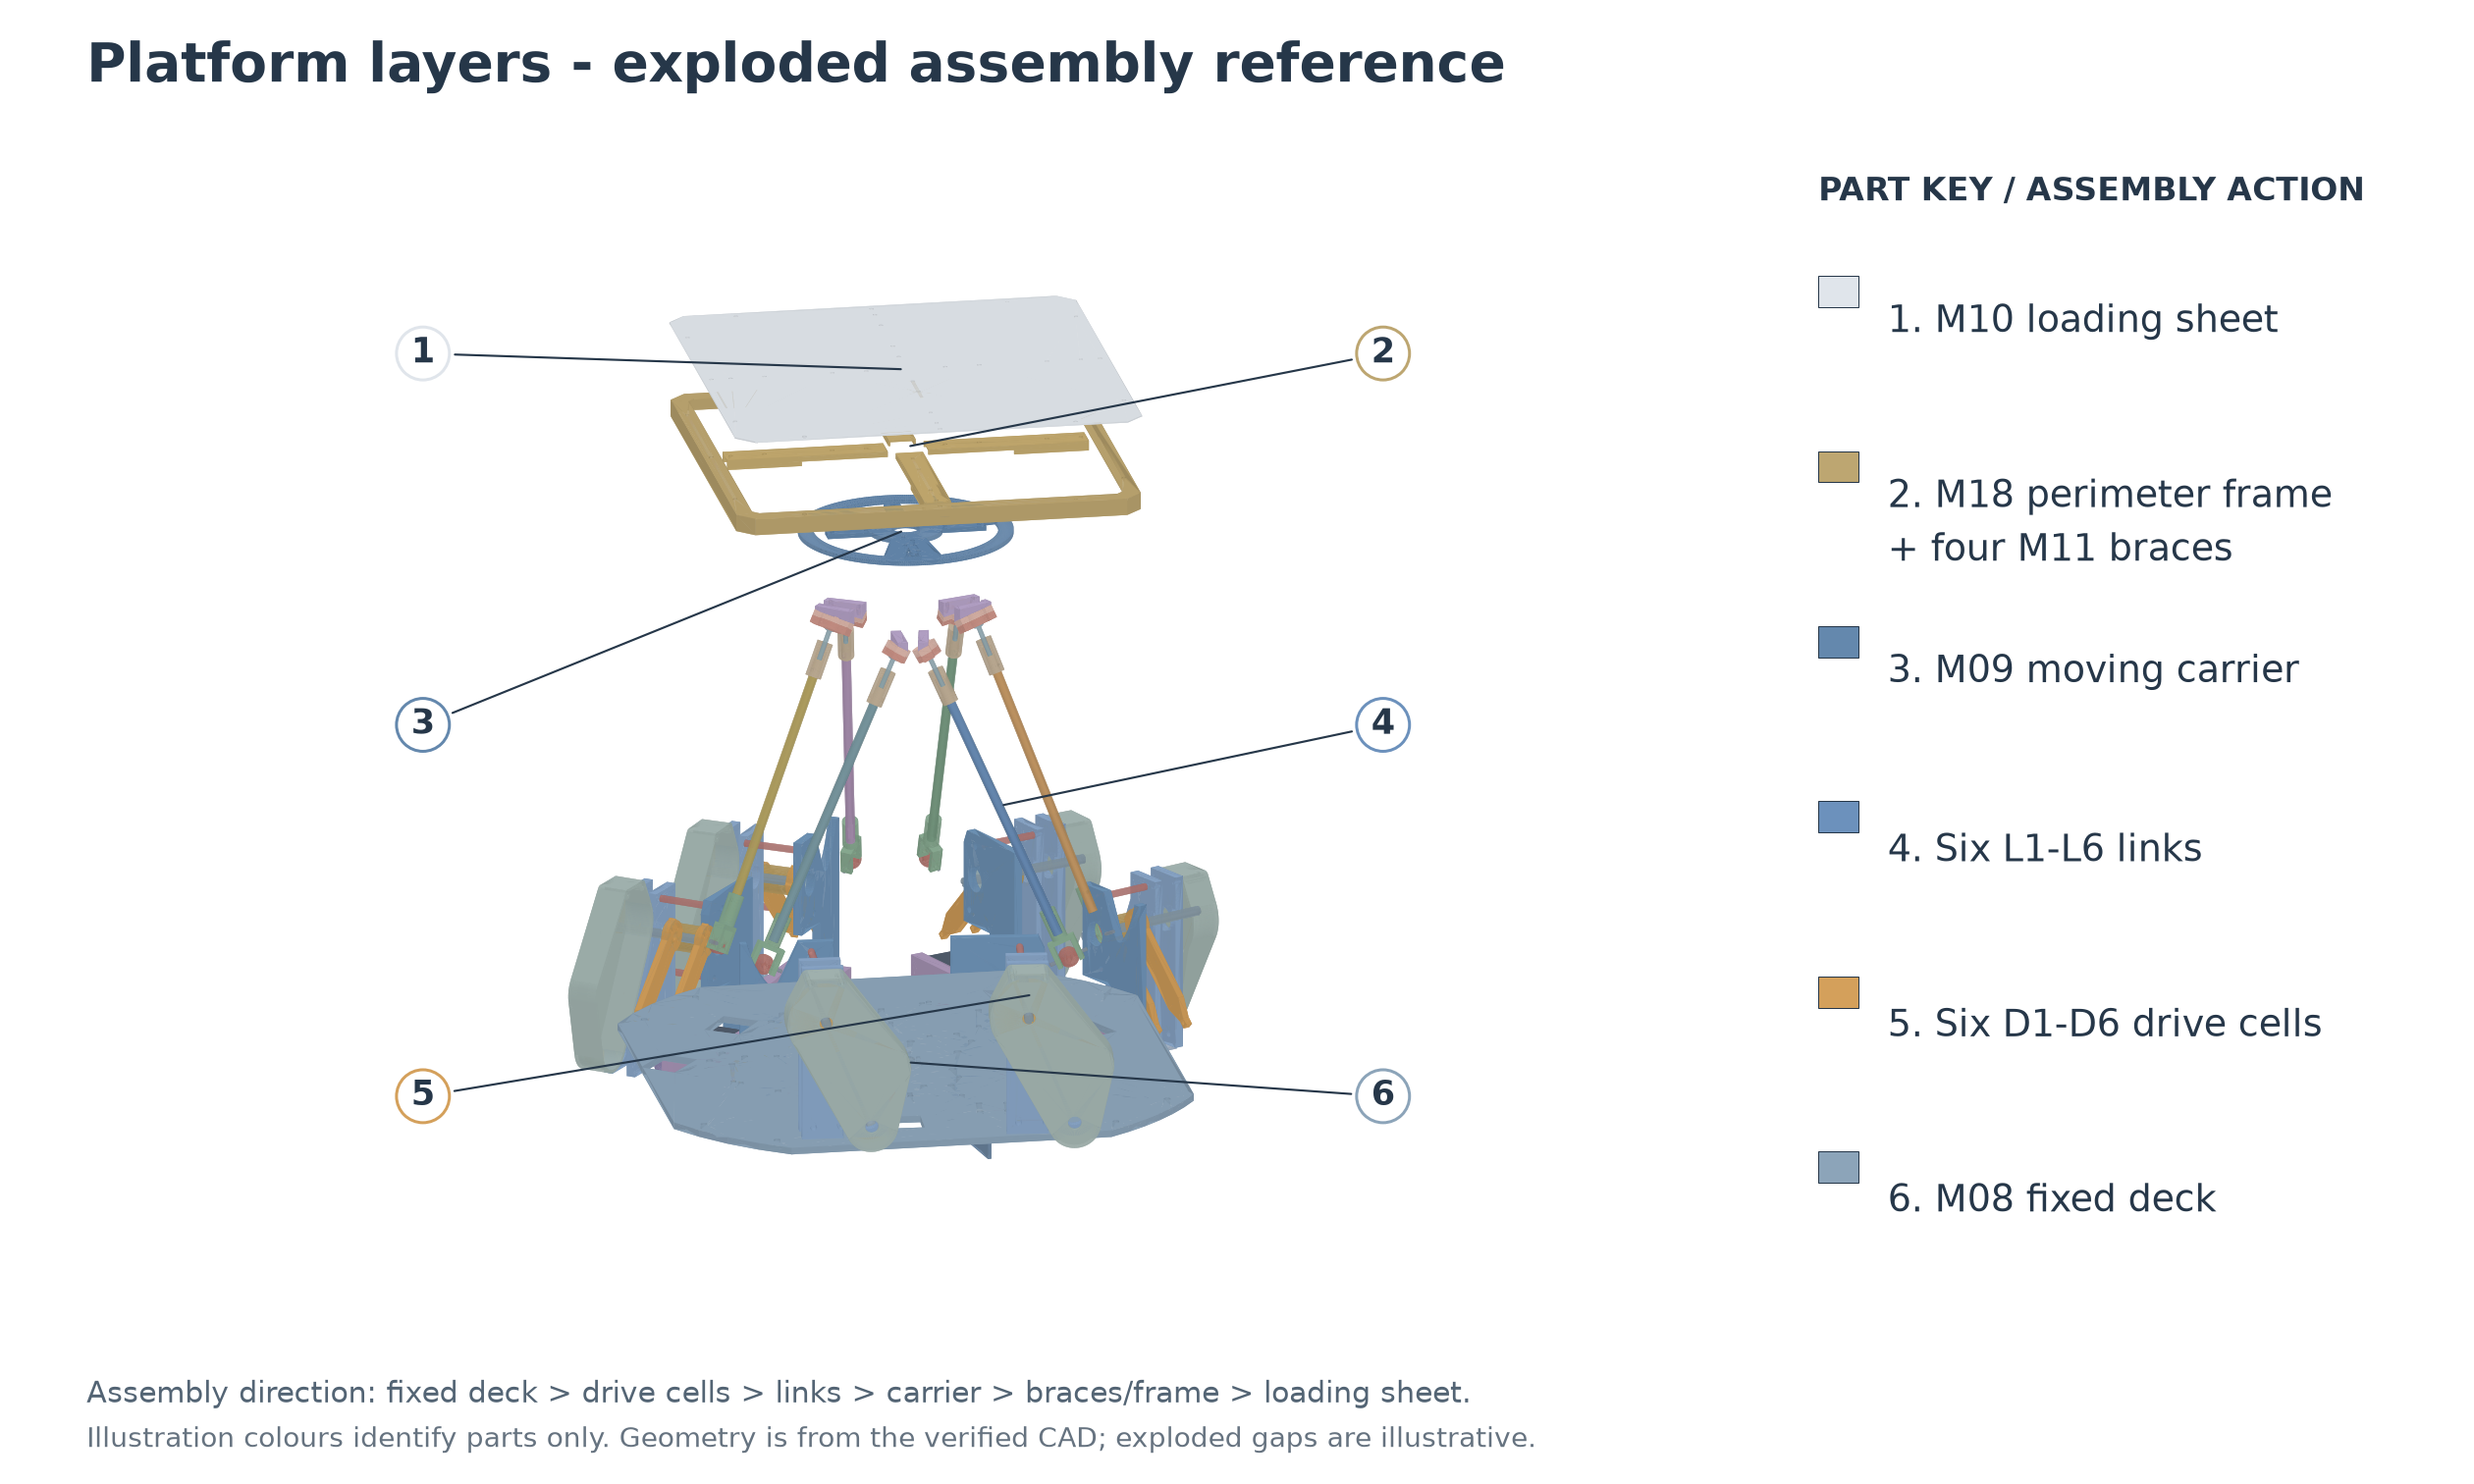 Platform layers - exploded assembly reference
PART KEY / ASSEMBLY ACTION
1
2
3
4
5
6
1. M10 loading sheet
2. M18 perimeter frame
+ four M11 braces
3. M09 moving carrier
4. Six L1-L6 links
5. Six D1-D6 drive cells
6. M08 fixed deck
Assembly direction: fixed deck > drive cells > links > carrier > braces/frame > loading sheet.
Illustration colours identify parts only. Geometry is from the verified CAD; exploded gaps are illustrative.